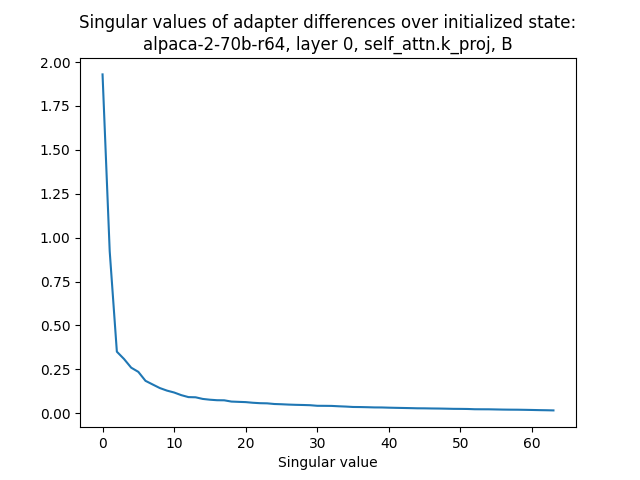 Singular values of adapter differences over initialized state:
alpaca-2-70b-r64, layer 0, self_attn.k_proj, B
2.00
1.75
1.50
1.25
1.00
0.75
0.50
0.25
0.00
0 10 20 30 40 50 60
Singular value